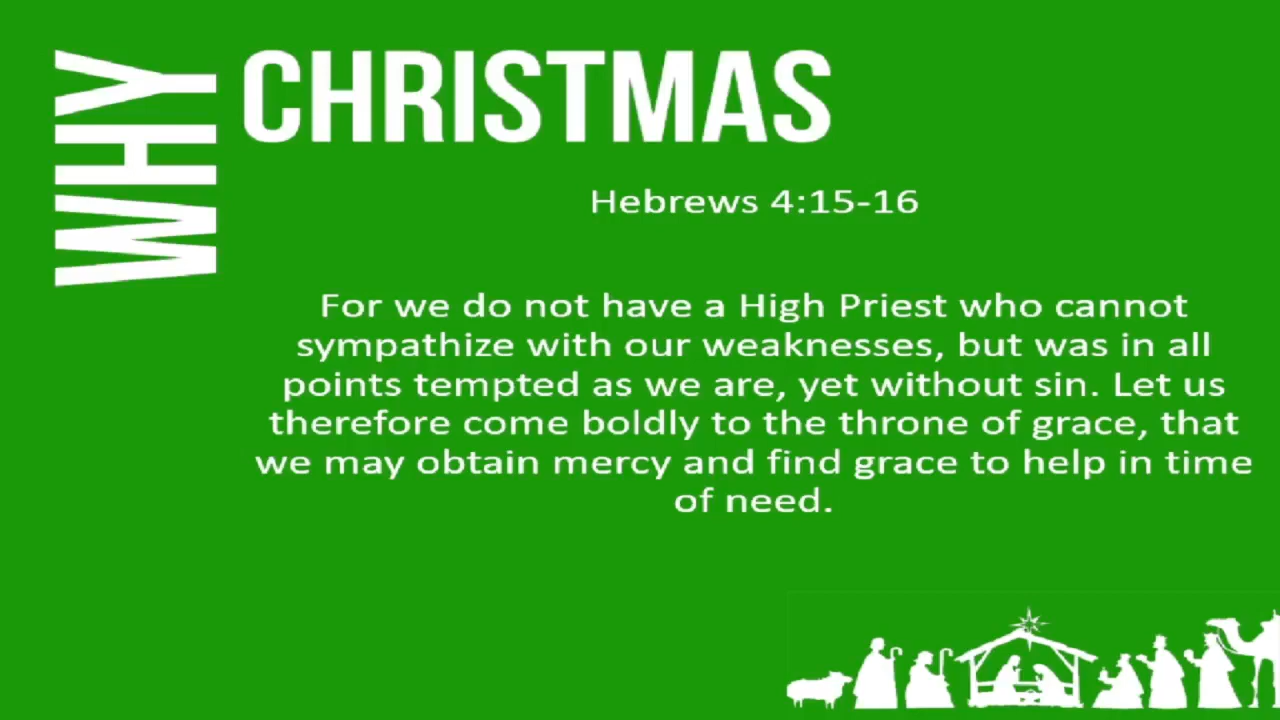 WHY
CHRISTMAS
Hebrews 4:15-16
For we do not have a High Priest who cannot
sympathize with our weaknesses, but was in all
points tempted as we are, yet without sin. Let us
therefore come boldly to the throne of grace, that
we may obtain mercy and find grace to help in time
of need.